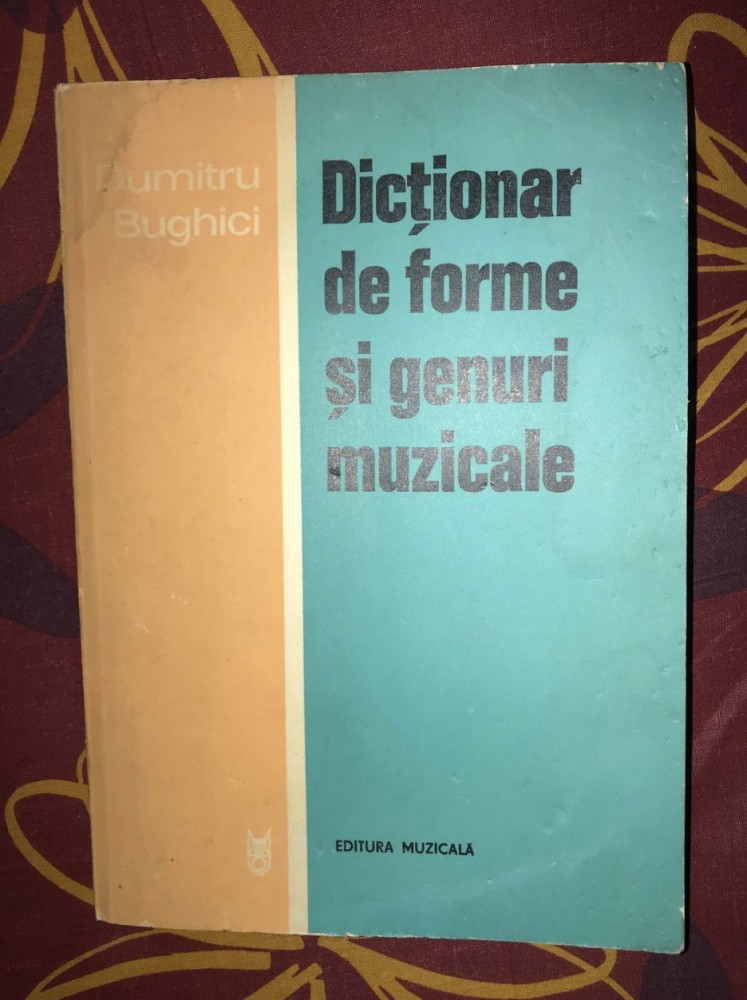 Dumitru
Bughici
Dicționar
de forme
și genuri
muzicale
EDITURA MUZICALĂ